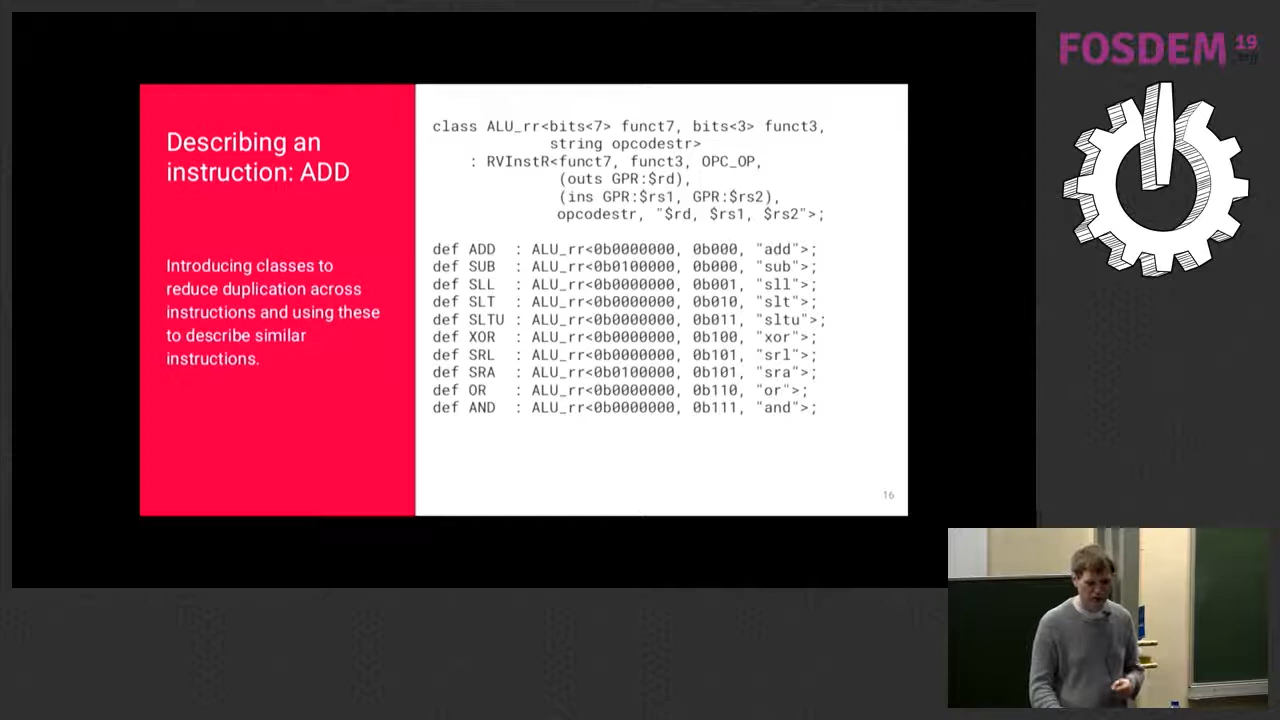 FOSDEM 19
Describing an
instruction: ADD
Introducing classes to
reduce duplication across
instructions and using these
to describe similar
instructions.
class ALU_rr<bits<7> funct7, bits<3> funct3,
string opcodestr>
: RVInstR<funct7, funct3, OPC_OP,
(outs GPR:$rd),
(ins GPR:$rs1, GPR:$rs2),
opcodestr, "$rd, $rs1, $rs2">;
def ADD : ALU_rr<0b0000000, 0b000, "add">;
def SUB : ALU_rr<0b0100000, 0b000, "sub">;
def SLL : ALU_rr<0b0000000, 0b001, "sll">;
def SLT : ALU_rr<0b0000000, 0b010, "slt">;
def SLTU : ALU_rr<0b0000000, 0b011, "sltu">;
def XOR : ALU_rr<0b0000000, 0b100, "xor">;
def SRL : ALU_rr<0b0000000, 0b101, "srl">;
def SRA : ALU_rr<0b0100000, 0b101, "sra">;
def OR : ALU_rr<0b0000000, 0b110, "or">;
def AND : ALU_rr<0b0000000, 0b111, "and">;
16